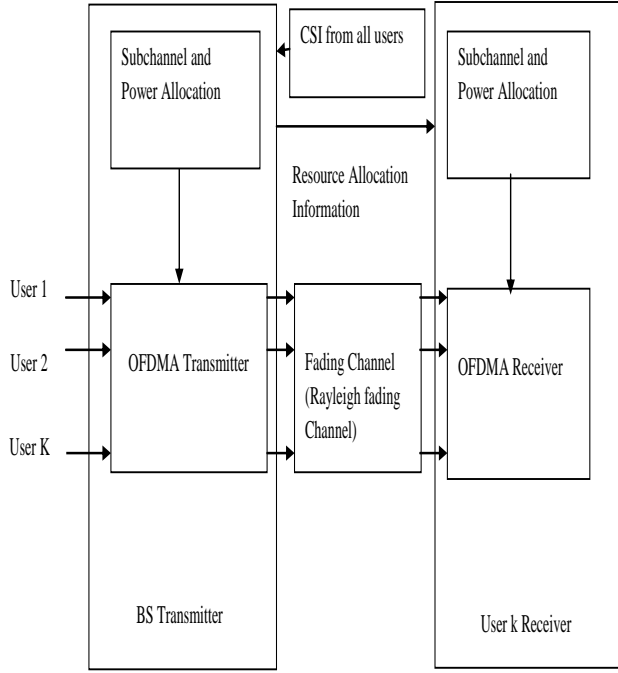 CSI from all users
Subchannel and
Power Allocation
Subchannel and
Power Allocation
Resource Allocation
Information
User 1
User 2
User K
OFDMA Transmitter
Fading Channel
(Rayleigh fading
Channel)
OFDMA Receiver
BS Transmitter
User k Receiver